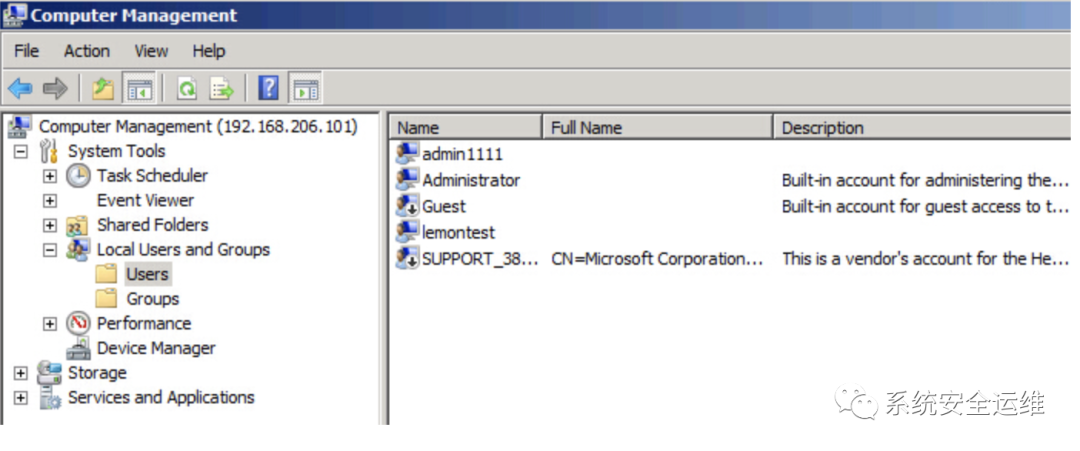 Computer Management
File Action View Help
Computer Management (192.168.206.101)
System Tools
Task Scheduler
Event Viewer
Shared Folders
Local Users and Groups
Users
Groups
Performance
Device Manager
Storage
Services and Applications
Name Full Name Description
admin1111
Administrator Built-in account for administering the...
Guest Built-in account for guest access to t...
lemontest
SUPPORT_38... CN=Microsoft Corporation... This is a vendor's account for the He...
系统安全运维